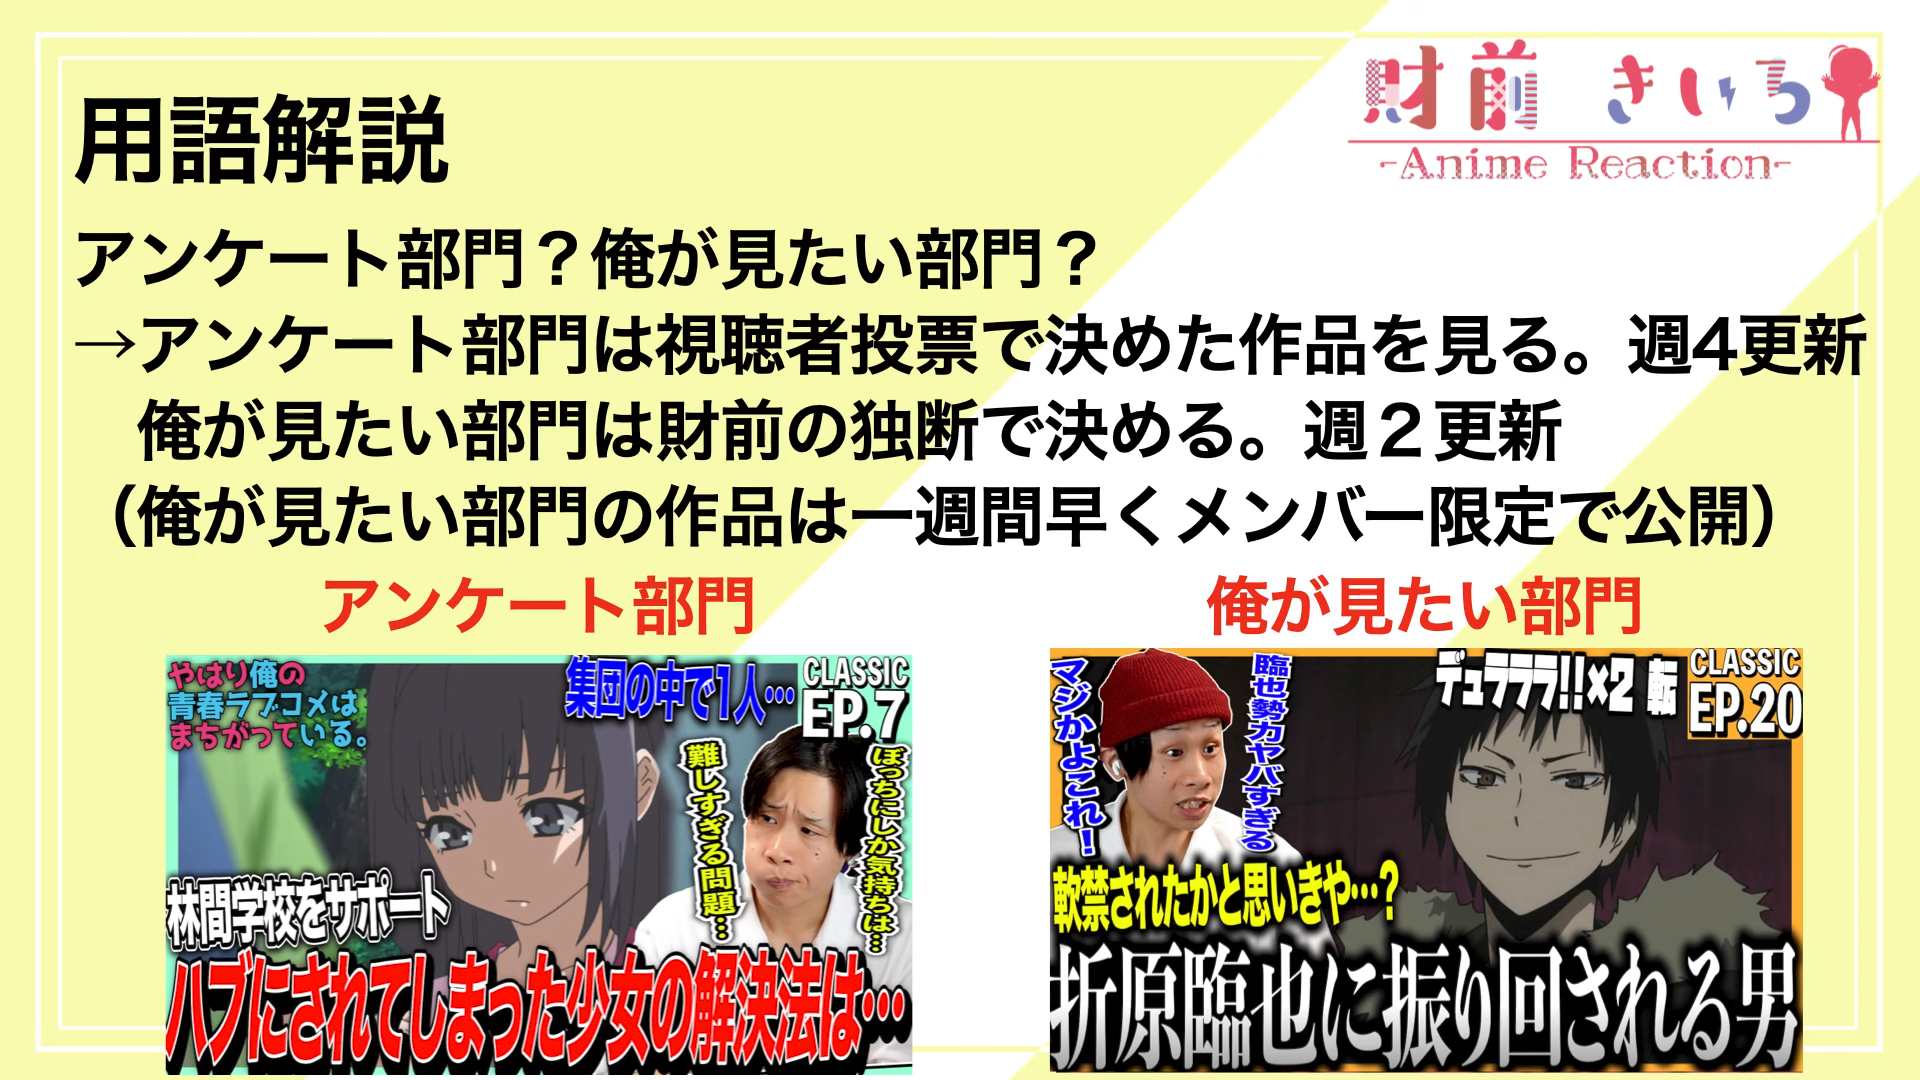 財前 きいろ
-Anime Reaction-
用語解説
アンケート部門？俺が見たい部門？
→アンケート部門は視聴者投票で決めた作品を見る。週4更新
俺が見たい部門は財前の独断で決める。週２更新
（俺が見たい部門の作品は一週間早くメンバー限定で公開）
アンケート部門
俺が見たい部門
やはり俺の
青春ラブコメは
まちがっている。
集団の中で1人…
CLASSIC
EP.7
難しすぎる問題…
ぼっちにしか気持ちは…
林間学校をサポート
ハブにされてしまった少女の解決法は…
マジかよこれ！
臨也勢力ヤバすぎる
デュラララ!!×2 転
CLASSIC
EP.20
軟禁されたかと思いきや…？
折原臨也に振り回される男